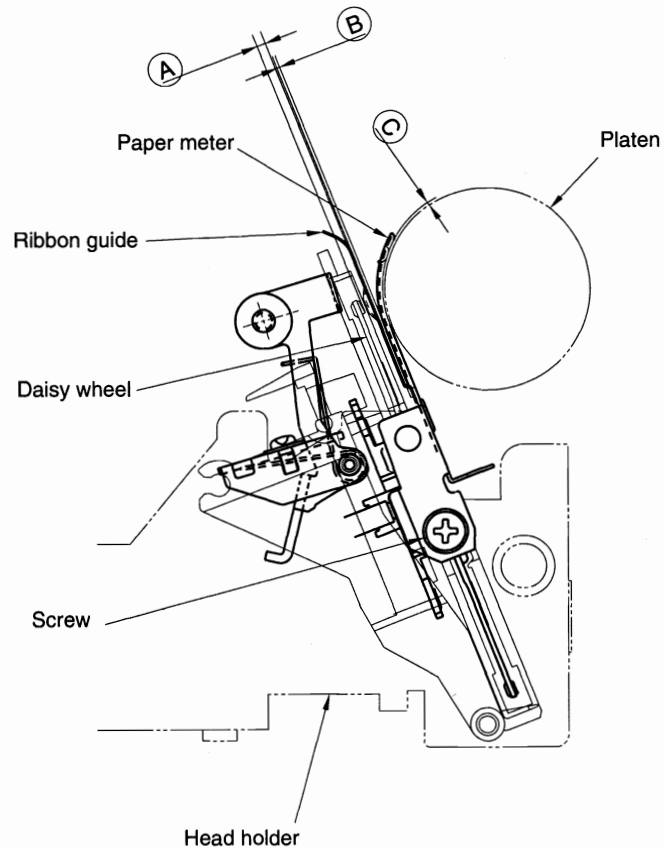 B
A
C
Paper meter
Platen
Ribbon guide
Daisy wheel
Screw
Head holder